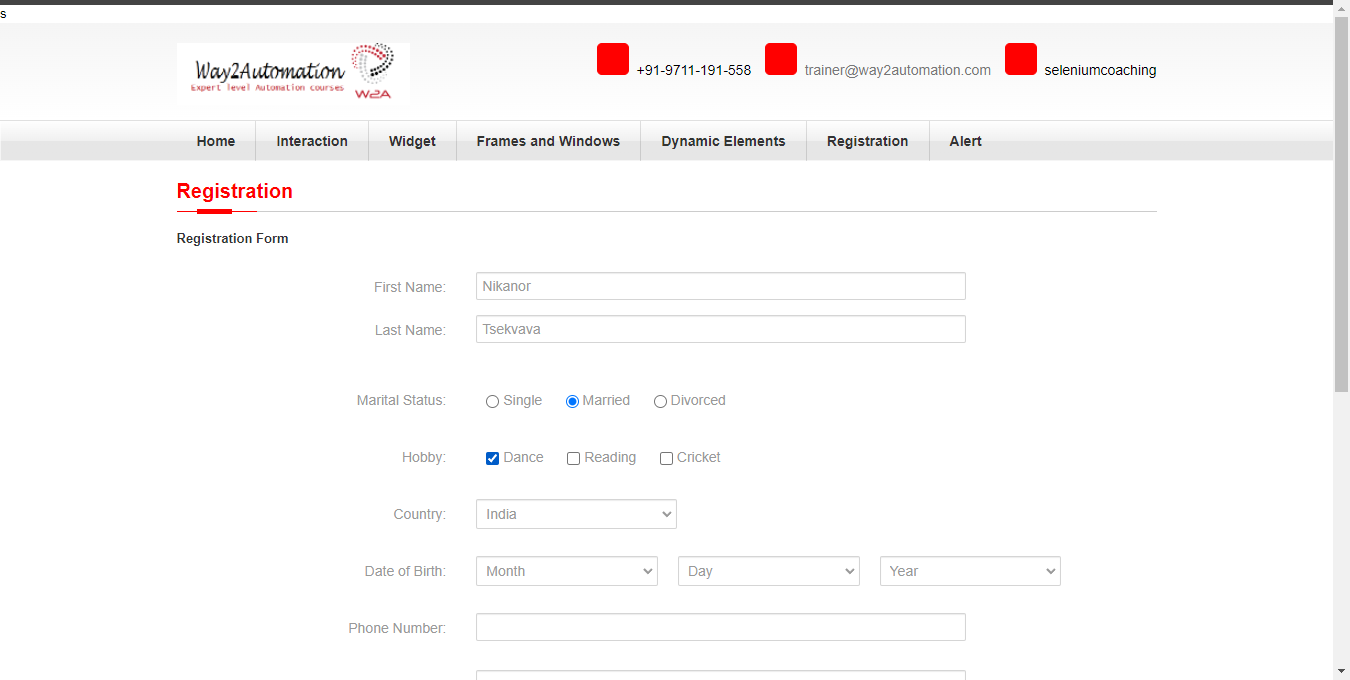 s
Way2Automation
Expert level Automation courses
W2A
+91-9711-191-558 trainer@way2automation.com seleniumcoaching
Home Interaction Widget Frames and Windows Dynamic Elements Registration Alert
Registration
Registration Form
First Name: Nikanor
Last Name: Tsekvava
Marital Status: Single Married Divorced
Hobby: Dance Reading Cricket
Country: India
Date of Birth: Month Day Year
Phone Number: